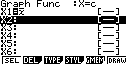 Graph Func :X=c
X1≣x [—]
X2: [—]
X3: [—]
X4: [—]
X5: [—]
X6: [—]
SEL DEL TYPE STYL GMEM DRAW